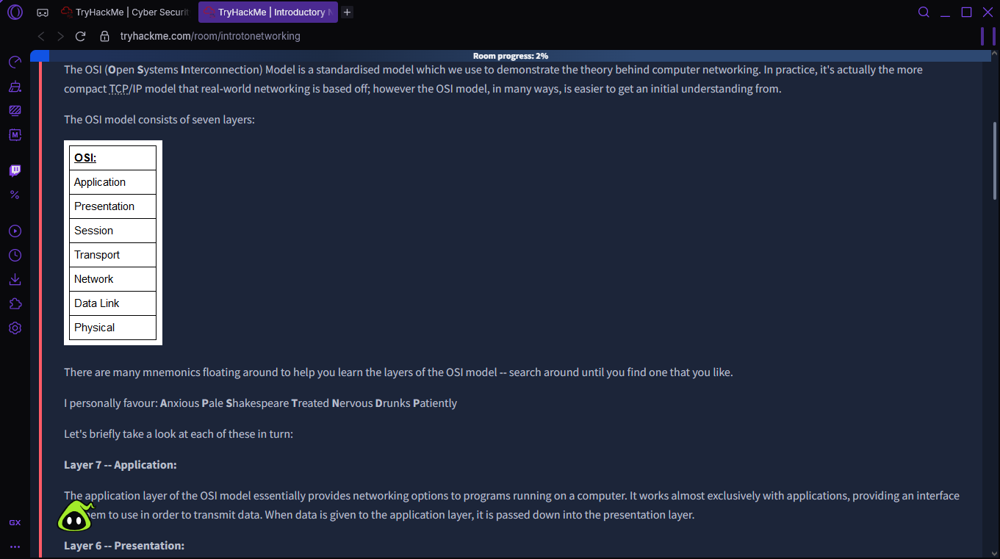 TryHackMe | Cyber Securit
TryHackMe | Introductory
tryhackme.com/room/introtonetworking
Room progress: 2%
The OSI (Open Systems Interconnection) Model is a standardised model which we use to demonstrate the theory behind computer networking. In practice, it's actually the more
compact TCP/IP model that real-world networking is based off; however the OSI model, in many ways, is easier to get an initial understanding from.
The OSI model consists of seven layers:
OSI:
Application
Presentation
Session
Transport
Network
Data Link
Physical
There are many mnemonics floating around to help you learn the layers of the OSI model -- search around until you find one that you like.
I personally favour: Anxious Pale Shakespeare Treated Nervous Drunks Patiently
Let's briefly take a look at each of these in turn:
Layer 7 -- Application:
The application layer of the OSI model essentially provides networking options to programs running on a computer. It works almost exclusively with applications, providing an interface
to use in order to transmit data. When data is given to the application layer, it is passed down into the presentation layer.
GX
Layer 6 -- Presentation: